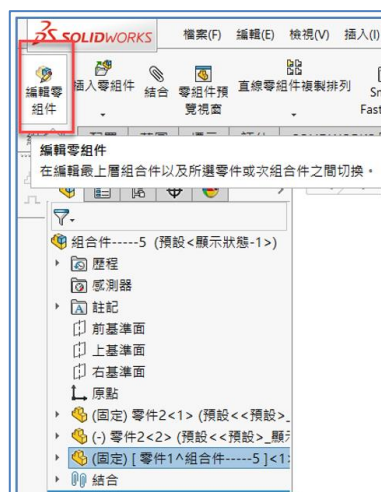 SOLIDWORKS
檔案(F) 編輯(E) 檢視(V) 插入(I)
編輯零組件
插入零組件
結合
零組件預覽視窗
直線零組件複製排列
Sm
Fast
編輯零組件
在編輯最上層組合件以及所選零件或次組合件之間切換。
組合件-----5 (預設<顯示狀態-1>)
歷程
感測器
註記
前基準面
上基準面
右基準面
原點
(固定) 零件2<1> (預設<<預設>_
(-) 零件2<2> (預設<<預設>_顯
(固定) [ 零件1^組合件-----5 ]<1>
結合